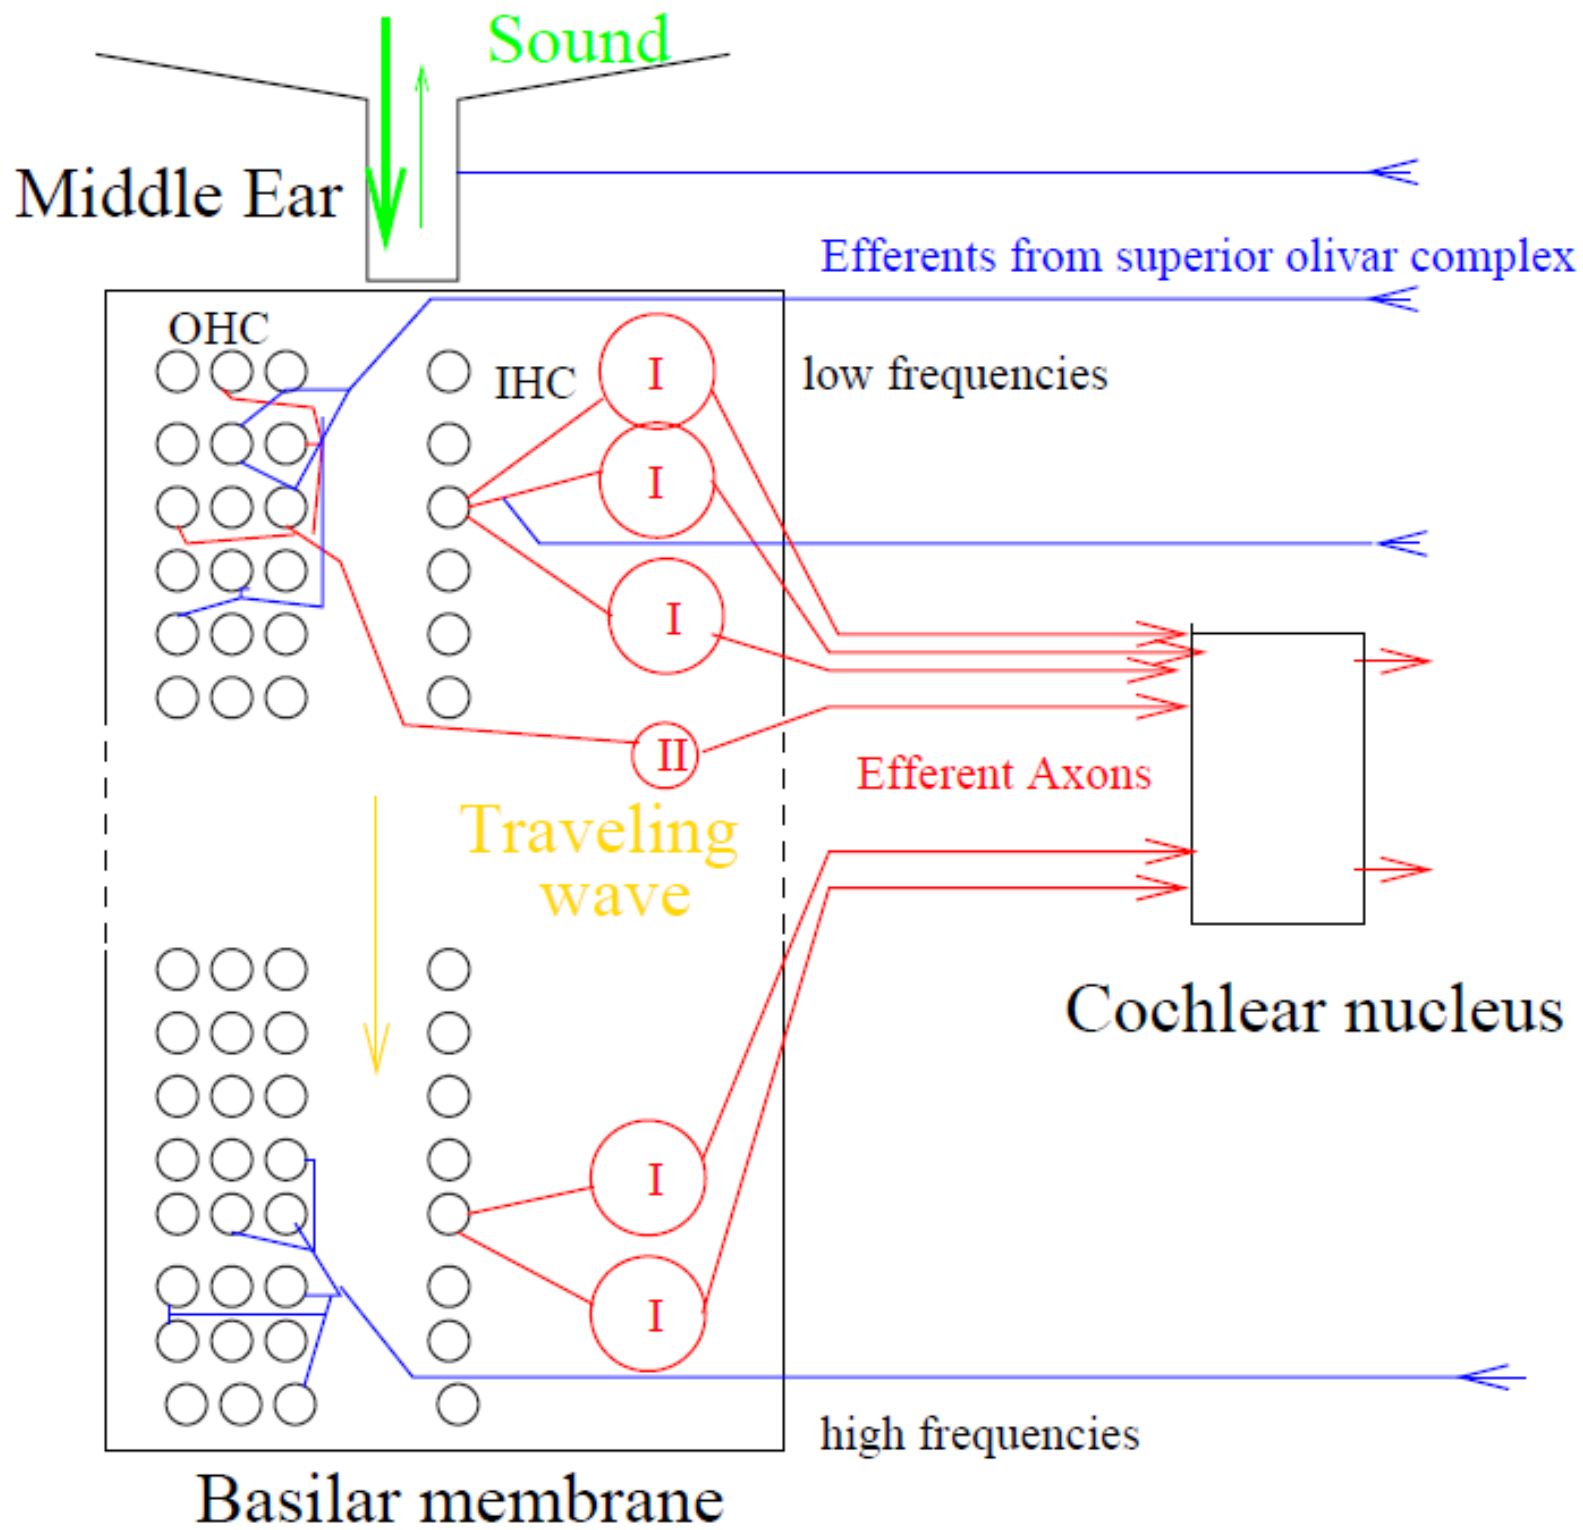 Sound
Middle Ear
Efferents from superior olivar complex
OHC
IHC
I
low frequencies
I
I
II
Efferent Axons
Traveling
wave
Cochlear nucleus
I
I
high frequencies
Basilar membrane